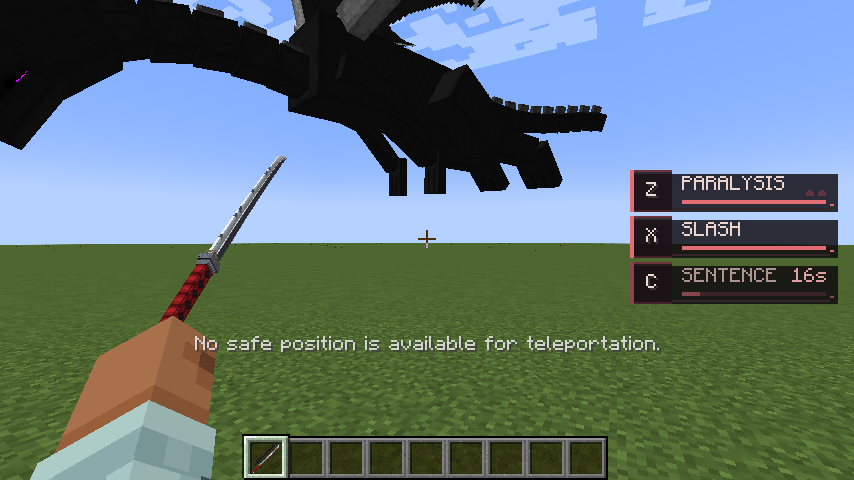 Z PARALYSIS
X SLASH
C SENTENCE 16s
No safe position is available for teleportation.